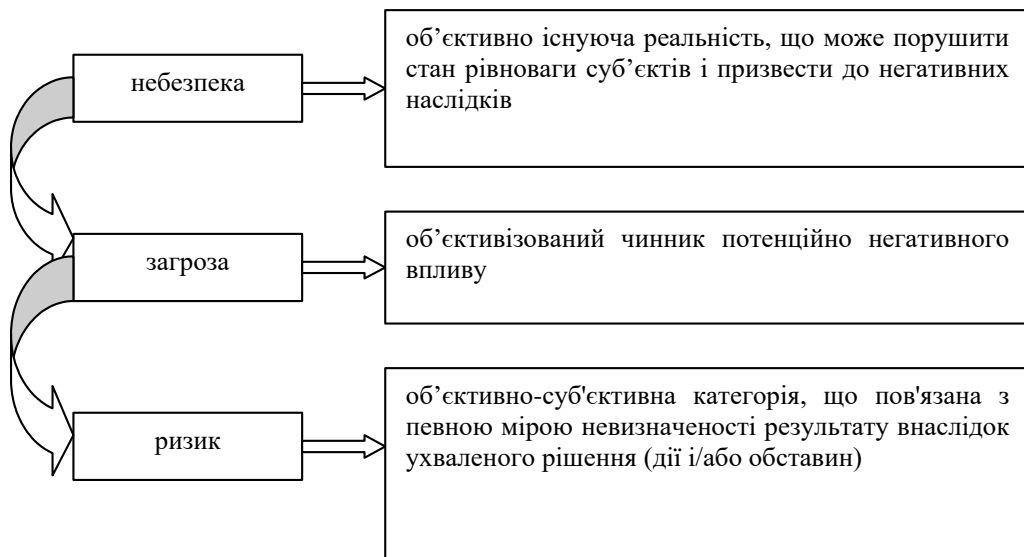 небезпека
об’єктивно існуюча реальність, що може порушити
стан рівноваги суб’єктів і призвести до негативних
наслідків
загроза
об’єктивізований чинник потенційно негативного
впливу
ризик
об’єктивно-суб'єктивна категорія, що пов'язана з
певною мірою невизначеності результату внаслідок
ухваленого рішення (дії і/або обставин)